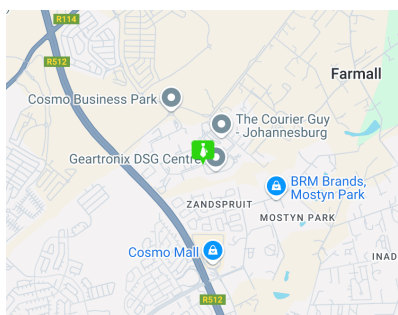 R114
R512
Farmall
Cosmo Business Park
The Courier Guy
- Johannesburg
Geartronix DSG Centre
BRM Brands,
Mostyn Park
ZANDSPRUIT
MOSTYN PARK
Cosmo Mall
INAD
R512